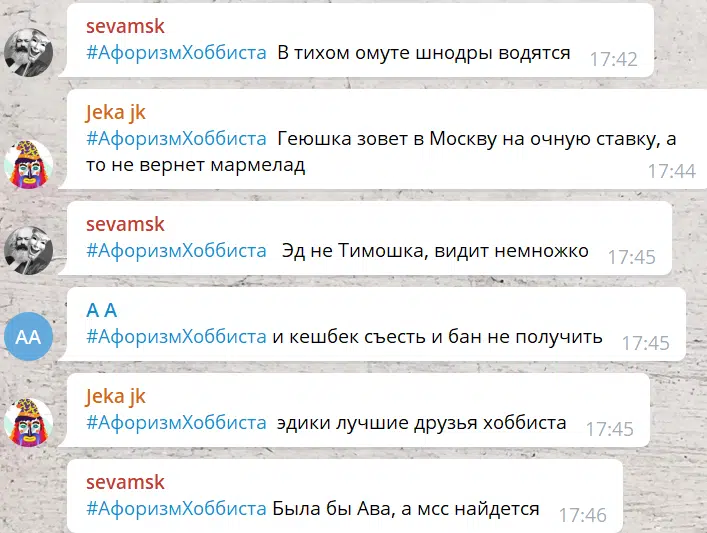 sevamsk
#АфоризмХоббиста В тихом омуте шнодры водятся 17:42
Jeka jk
#АфоризмХоббиста Геюшка зовет в Москву на очную ставку, а
то не вернет мармелад 17:44
sevamsk
#АфоризмХоббиста Эд не Тимошка, видит немножко 17:45
A A
AA
#АфоризмХоббиста и кешбек съесть и бан не получить 17:45
Jeka jk
#АфоризмХоббиста эдики лучшие друзья хоббиста 17:45
sevamsk
#АфоризмХоббиста Была бы Ава, а мсс найдется 17:46